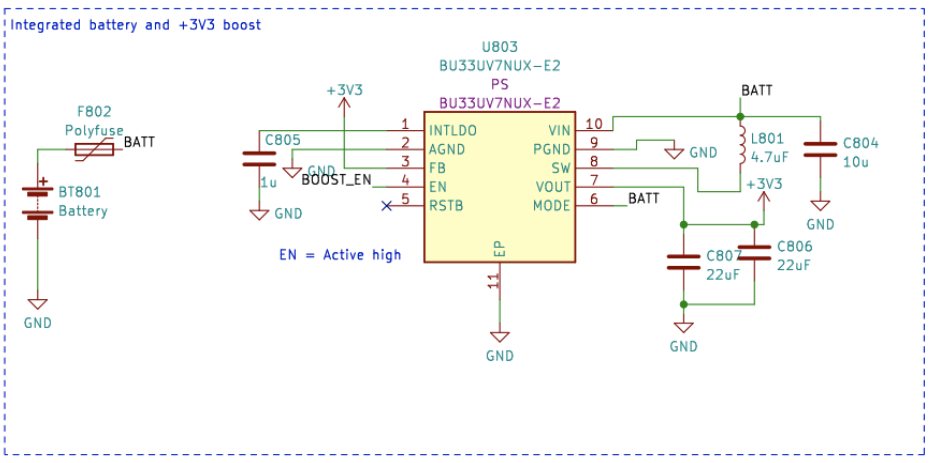 Integrated battery and +3V3 boost
U803
BU33UV7NUX-E2
PS
BU33UV7NUX-E2
+3V3
BATT
F802
Polyfuse
BATT
C805
1u
GND
GND
BOOST_EN
1
INTLDO
2
AGND
3
FB
4
EN
5
RSTB
VIN
10
PGND
9
SW
8
VOUT
7
MODE
6
EP
11
GND
GND
BATT
L801
4.7uF
C804
10u
GND
+3V3
C807
22uF
C806
22uF
GND
+
BT801
Battery
GND
EN = Active high